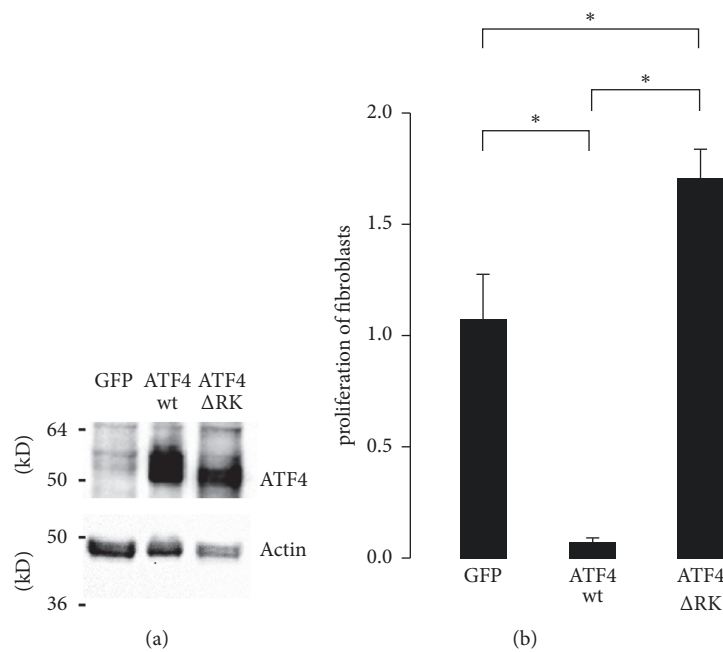 GFP ATF4 ATF4
wt ΔRK
64
50
(kD)
ATF4
50
36
(kD)
Actin
(a)
*
*
*
2.0
1.5
1.0
0.5
0.0
proliferation of fibroblasts
GFP ATF4 ATF4
wt ΔRK
(b)